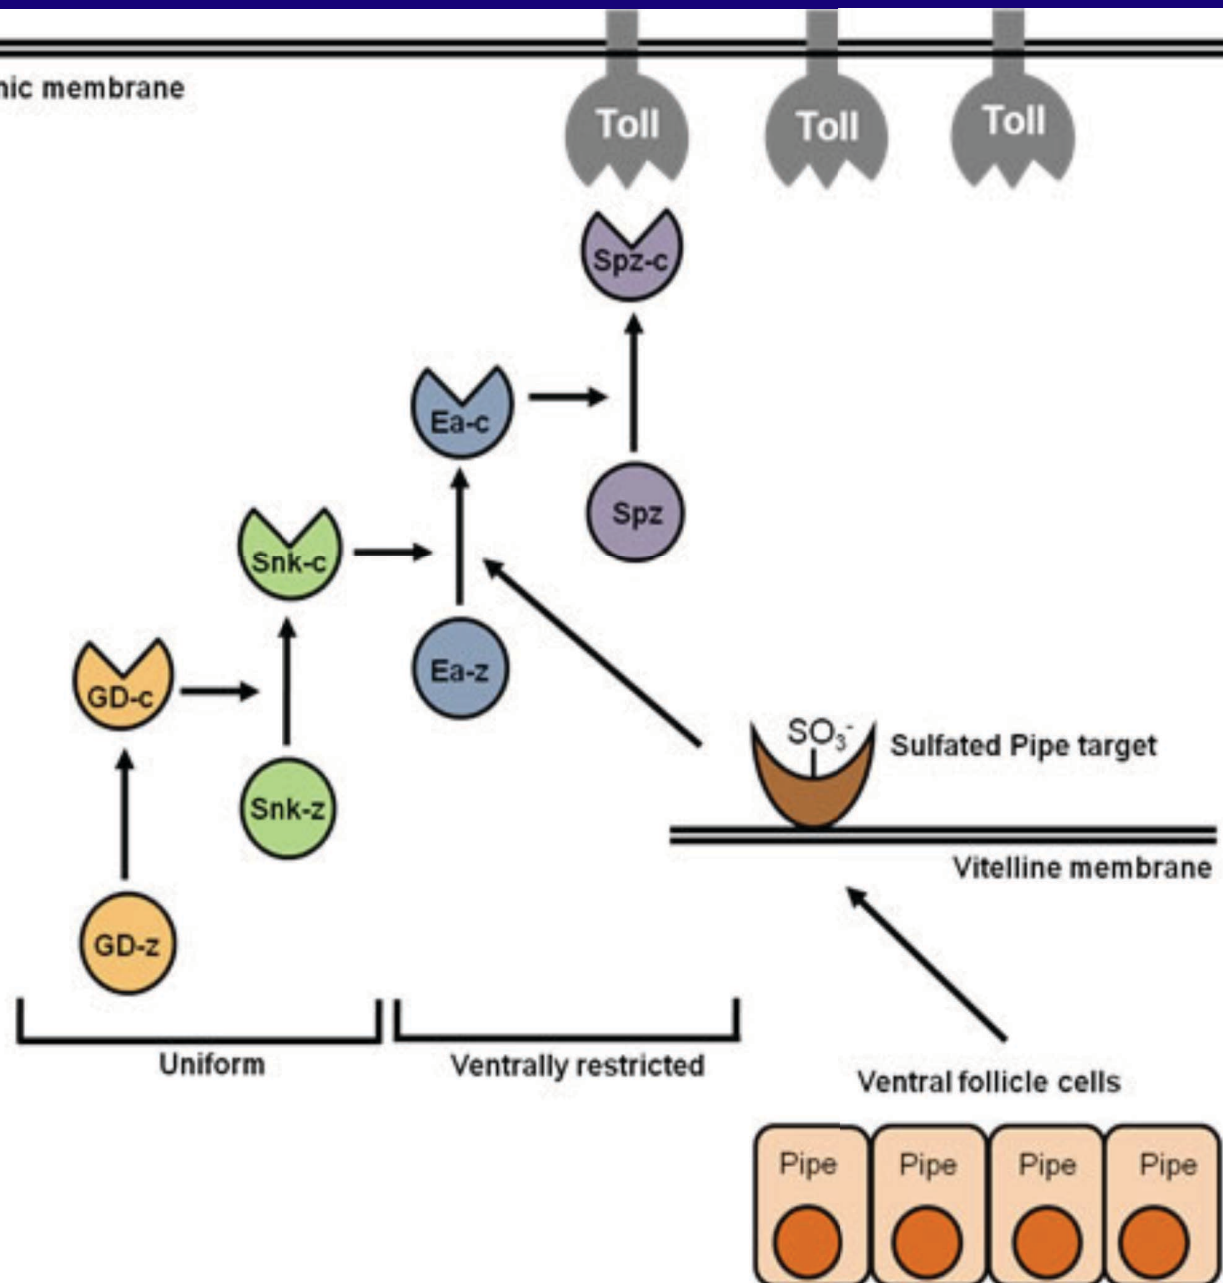 nic membrane
Toll Toll Toll
Spz-c
Ea-c
Spz
Snk-c
Ea-z
GD-c
SO3-
Sulfated Pipe target
Snk-z
Vitelline membrane
GD-z
Uniform
Ventrally restricted
Ventral follicle cells
Pipe Pipe Pipe Pipe